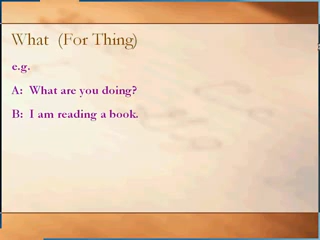 What  (For Thing)
e.g.
A:  What are you doing?
B:  I am reading a book.